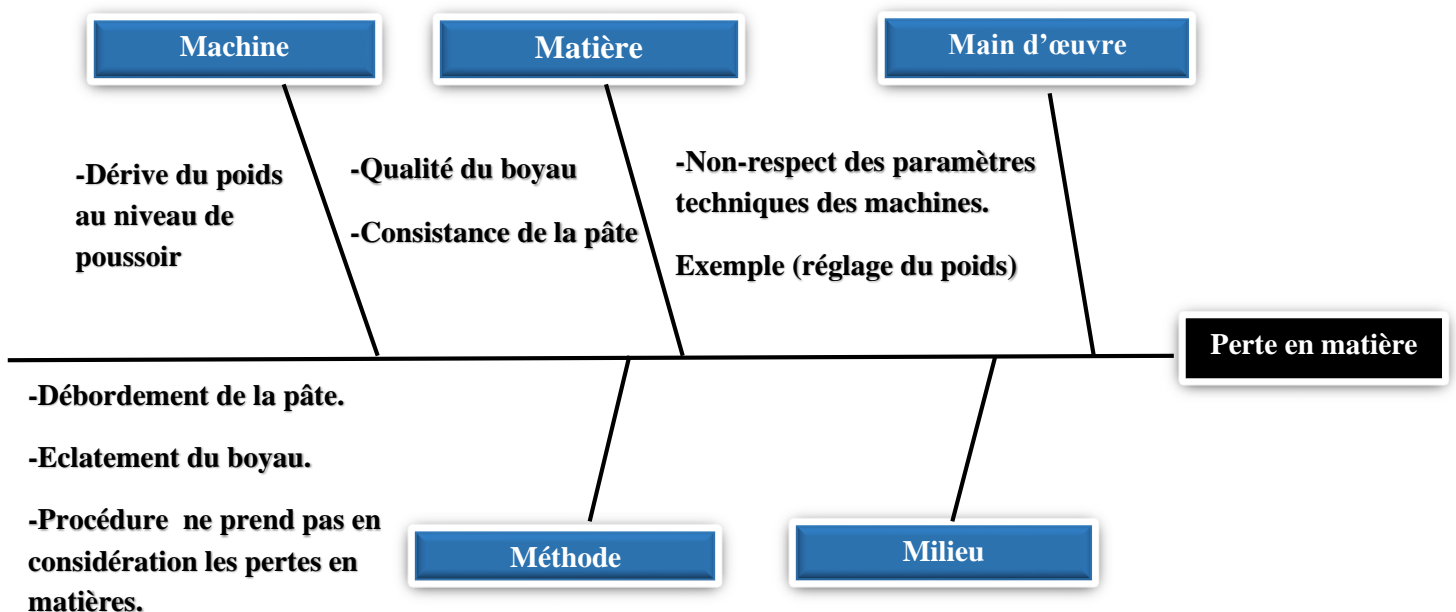 Machine
Matière
Main d’œuvre
-Dérive du poids
au niveau de
poussoir
-Qualité du boyau
-Consistance de la pâte
-Non-respect des paramètres
techniques des machines.
Exemple (réglage du poids)
Perte en matière
-Débordement de la pâte.
-Eclatement du boyau.
-Procédure ne prend pas en
considération les pertes en
matières.
Méthode
Milieu